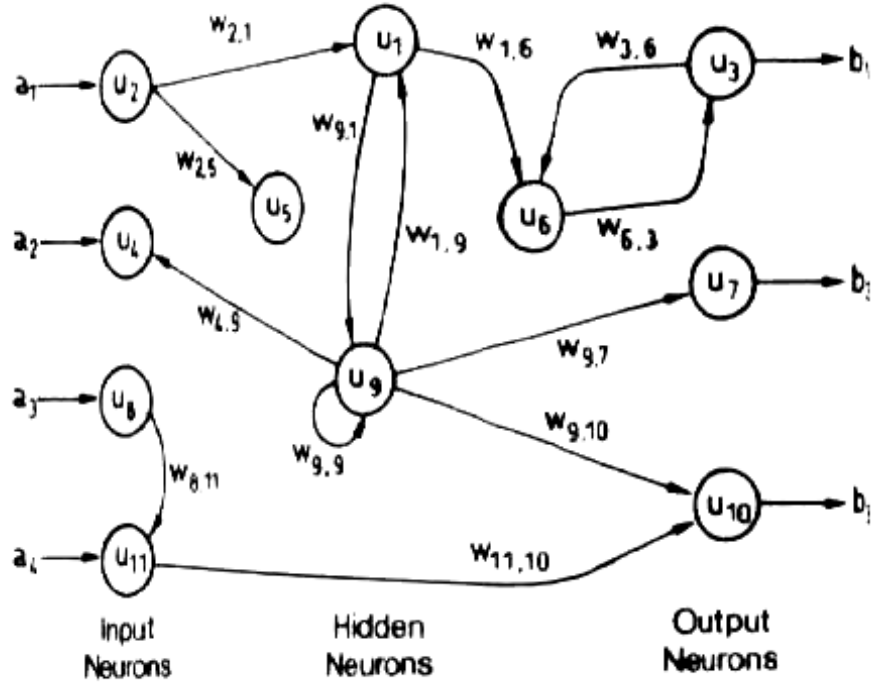 w2,1
u1
w1,6
w3,6
u3
a1
u2
w9,1
w2,5
u5
u6
w1,9
w6,3
a2
u4
u7
w4,9
w9,7
u9
a3
u8
w9,9
w9,10
w8,11
u10
a4
u11
w11,10
Input
Neurons
Hidden
Neurons
Output
Neurons